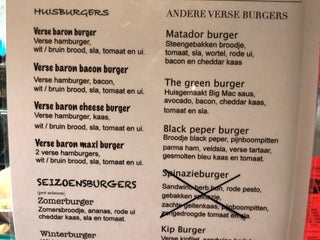 HUISBURGERS
Verse baron burger
Verse hamburger,
wit / bruin brood, sla, tomaat en ui.
Verse baron bacon burger
Verse hamburger, bacon,
wit / bruin brood, sla, tomaat en ui.
Verse baron cheese burger
Verse hamburger, kaas,
wit / bruin brood, sla, tomaat en ui.
Verse baron maxi burger
2 verse hamburgers,
wit / bruin brood, sla, tomaat en ui.
SEIZOENSBURGERS
(per seizoen)
Zomerburger
Zomersbroodje, ananas, rode ui
cheddar kaas, sla en tomaat
Winterburger
ANDERE VERSE BURGERS
Matador burger
Steengebakken broodje,
tomaat, sla, wortel, rode ui,
bacon en cheddar kaas
The green burger
Huisgemaakt Big Mac saus,
avocado, bacon, cheddar kaas,
tomaat en sla.
Black peper burger
Broodje black peper, pijnboompitten
parma ham, veldsla, verse tartaar,
gesmolten bleu kaas en tomaat.
Spinazieburger
Sandwino herb bun, rode pesto,
gebakken spinazie,
zachte geitenkaas, pijnboompitten,
zongedroogde tomaat en sla.
Kip Burger